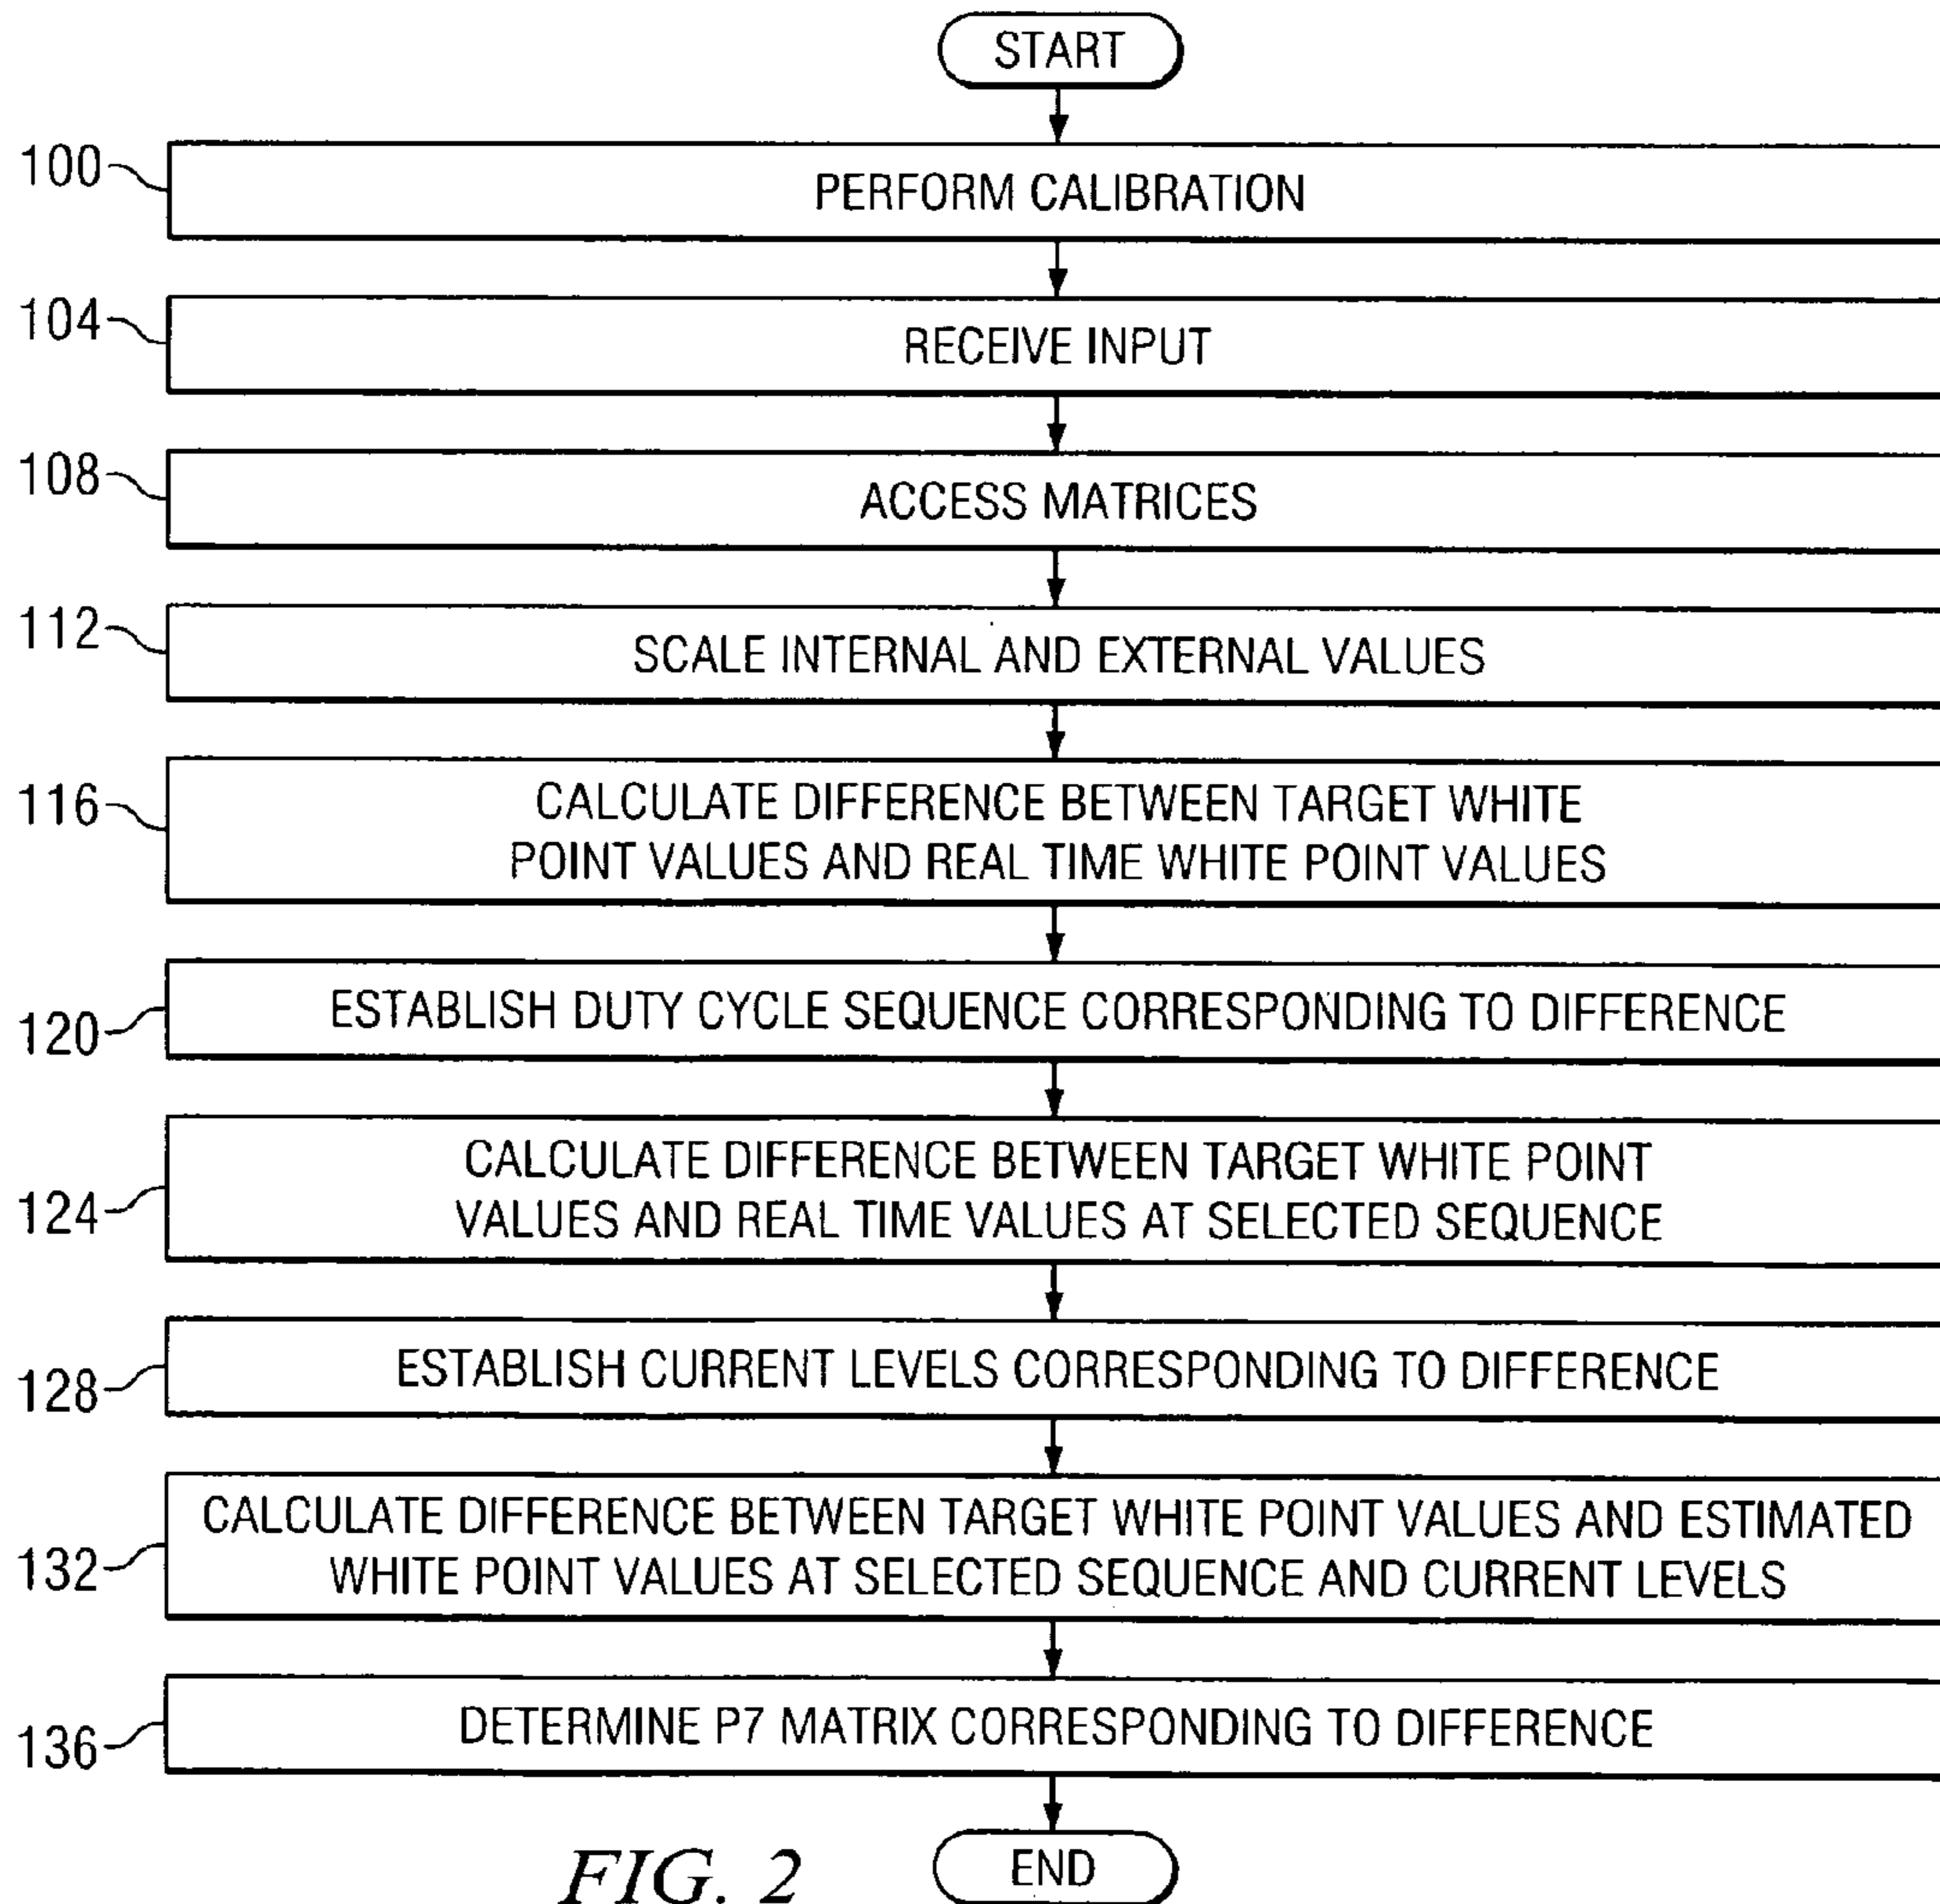 START
100
PERFORM CALIBRATION
104
RECEIVE INPUT
108
ACCESS MATRICES
112
SCALE INTERNAL AND EXTERNAL VALUES
116
CALCULATE DIFFERENCE BETWEEN TARGET WHITE
POINT VALUES AND REAL TIME WHITE POINT VALUES
120
ESTABLISH DUTY CYCLE SEQUENCE CORRESPONDING TO DIFFERENCE
124
CALCULATE DIFFERENCE BETWEEN TARGET WHITE POINT
VALUES AND REAL TIME VALUES AT SELECTED SEQUENCE
128
ESTABLISH CURRENT LEVELS CORRESPONDING TO DIFFERENCE
132
CALCULATE DIFFERENCE BETWEEN TARGET WHITE POINT VALUES AND ESTIMATED
WHITE POINT VALUES AT SELECTED SEQUENCE AND CURRENT LEVELS
136
DETERMINE P7 MATRIX CORRESPONDING TO DIFFERENCE
END
FIG. 2